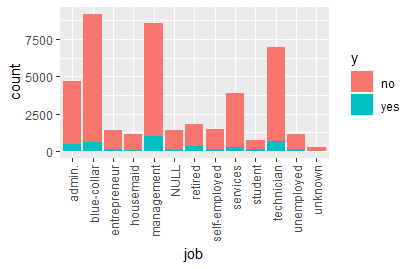 7500
5000
2500
0
count
admin.
blue-collar
entrepreneur
housemaid
management
NULL
retired
self-employed
services
student
technician
unemployed
unknown
job
y
no
yes